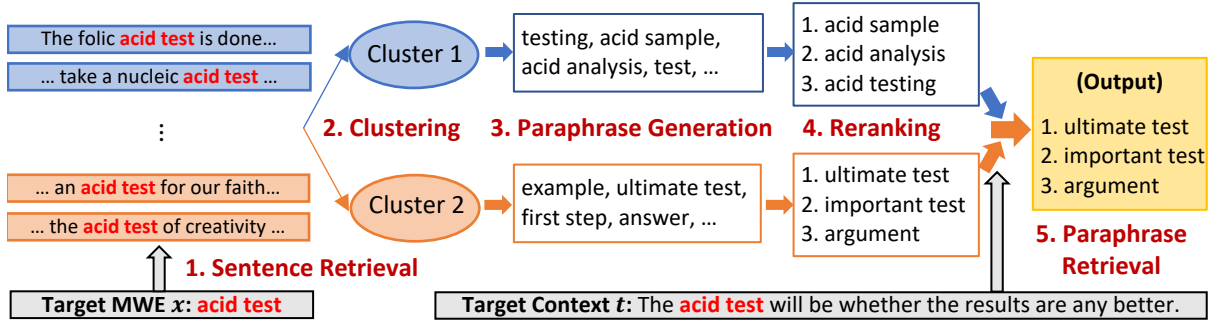 The folic acid test is done…
… take a nucleic acid test …
⋮
… an acid test for our faith…
… the acid test of creativity …
1. Sentence Retrieval
Target MWE x: acid test
2. Clustering
Cluster 1
Cluster 2
3. Paraphrase Generation
testing, acid sample,
acid analysis, test, …
example, ultimate test,
first step, answer, …
4. Reranking
1. acid sample
2. acid analysis
3. acid testing
1. ultimate test
2. important test
3. argument
Target Context t: The acid test will be whether the results are any better.
(Output)
1. ultimate test
2. important test
3. argument
5. Paraphrase
Retrieval